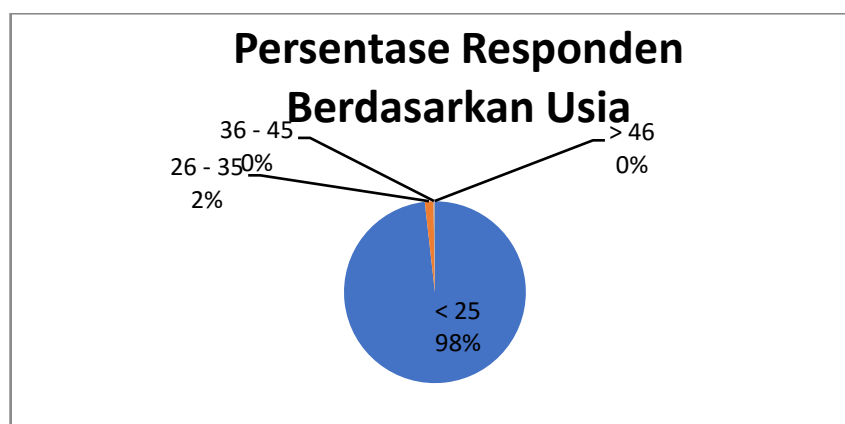 Persentase Responden
Berdasarkan Usia
36 - 45
0%
> 46
0%
26 - 35
2%
< 25
98%